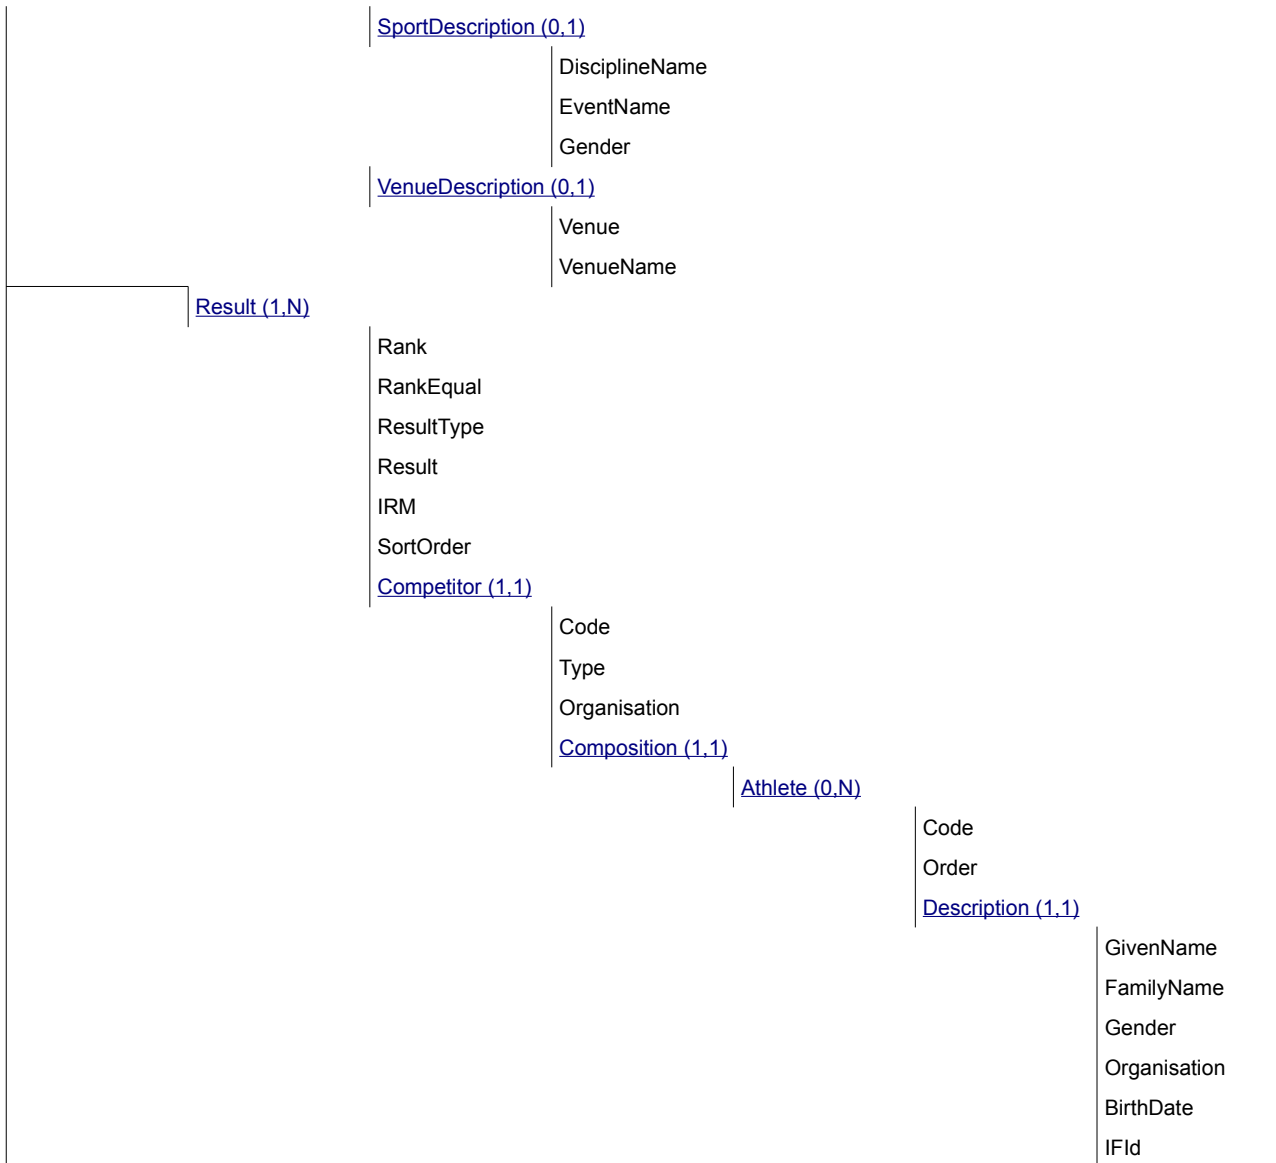 SportDescription (0,1)
DisciplineName
EventName
Gender
VenueDescription (0,1)
Venue
VenueName
Result (1,N)
Rank
RankEqual
ResultType
Result
IRM
SortOrder
Competitor (1,1)
Code
Type
Organisation
Composition (1,1)
Athlete (0,N)
Code
Order
Description (1,1)
GivenName
FamilyName
Gender
Organisation
BirthDate
IFId